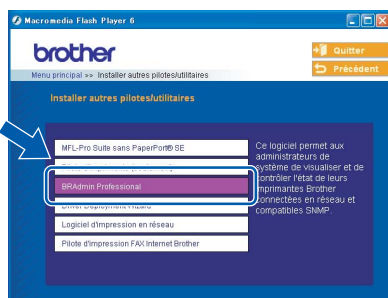 Macromedia Flash Player 6
brother
Quitter
Menu principal »» Installer autres pilotes/utilitaires
Précédent
Installer autres pilotes/utilitaires
MFL-Pro Suite sans PaperPort® SE
BRAdmin Professional
Driver Deployment Wizard
Logiciel d'impression en réseau
Pilote d'impression FAX Internet Brother
Ce logiciel permet aux
administrateurs de
système de visualiser et de
contrôler l'état de leurs
imprimantes Brother
connectées en réseau et
compatibles SNMP.